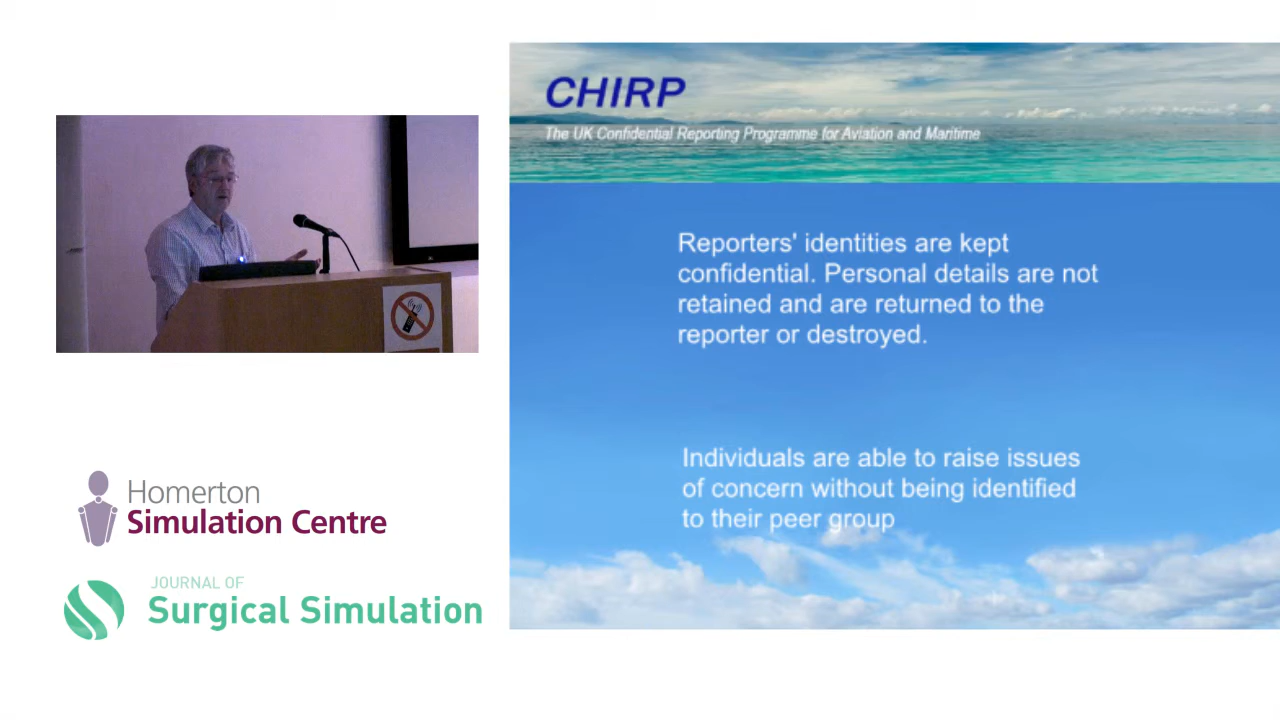 CHIRP
The UK Confidential Reporting Programme for Aviation and Maritime
Reporters' identities are kept
confidential. Personal details are not
retained and are returned to the
reporter or destroyed.
Individuals are able to raise issues
of concern without being identified
to their peer group
Homerton
Simulation Centre
JOURNAL OF
Surgical Simulation